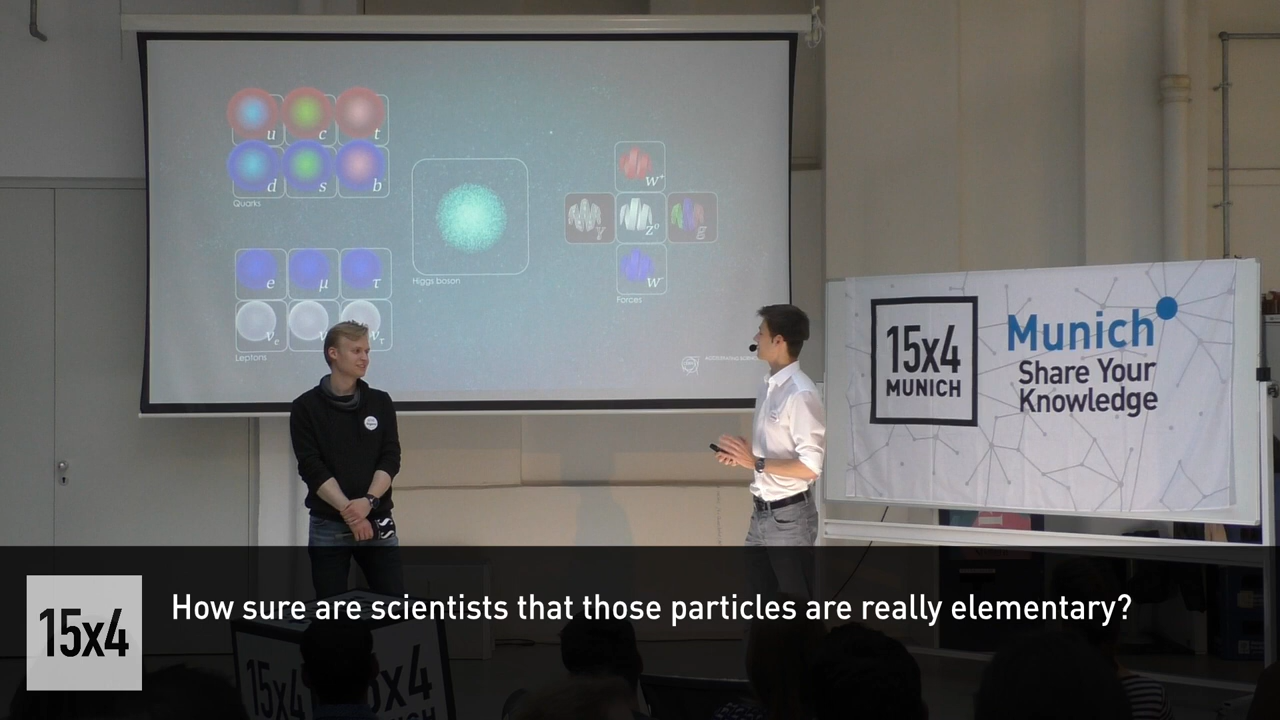 u c t
d s b
Quarks
e μ τ
ντ
νe
Leptons
Higgs boson
W⁺
γ Z⁰ g
W⁻
Forces
15x4
MUNICH
Munich
Share Your
Knowledge
How sure are scientists that those particles are really elementary?
15x4
15x4